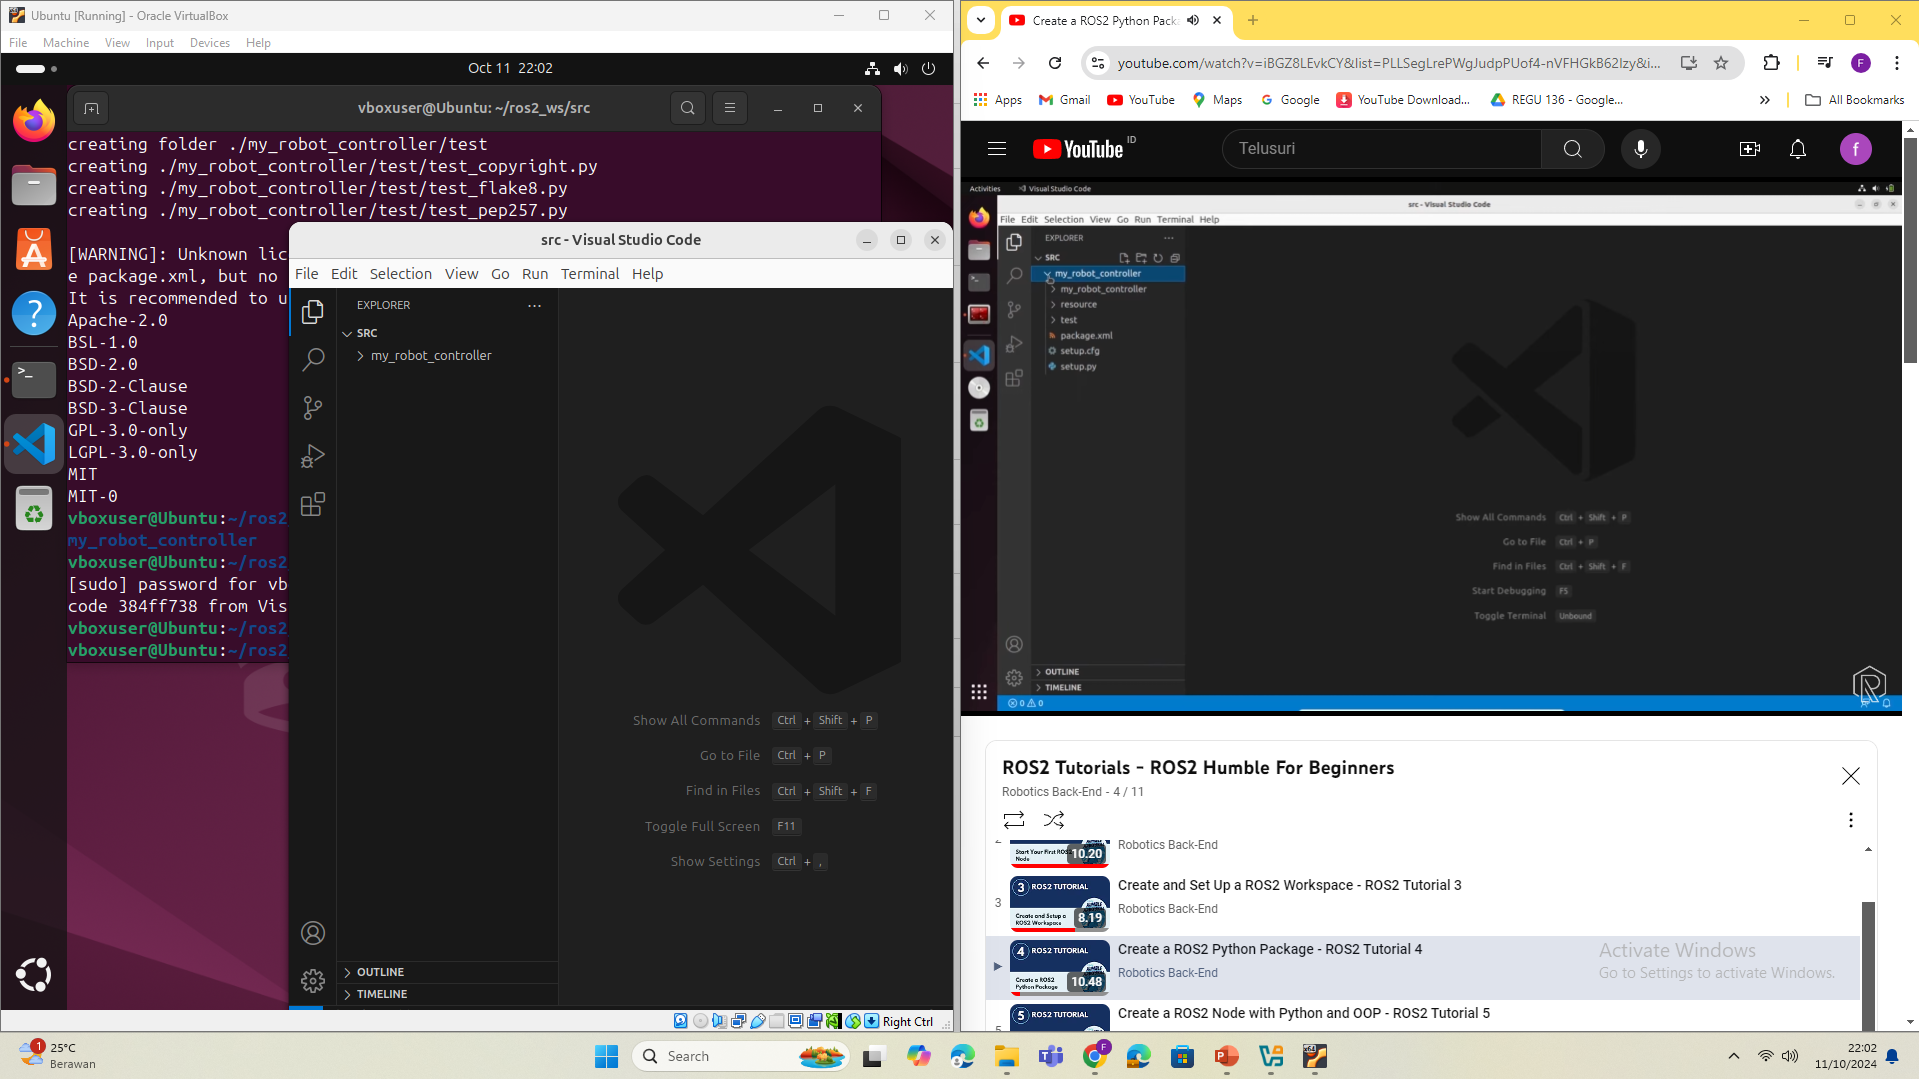 Ubuntu [Running] - Oracle VirtualBox
File Machine View Input Devices Help
Oct 11 22:02
vboxuser@Ubuntu: ~/ros2_ws/src
creating folder ./my_robot_controller/test
creating ./my_robot_controller/test/test_copyright.py
creating ./my_robot_controller/test/test_flake8.py
creating ./my_robot_controller/test/test_pep257.py
[WARNING]: Unknown lic
e package.xml, but no
It is recommended to u
Apache-2.0
BSL-1.0
BSD-2.0
BSD-2-Clause
BSD-3-Clause
GPL-3.0-only
LGPL-3.0-only
MIT
MIT-0
vboxuser@Ubuntu:~/ros2
my_robot_controller
vboxuser@Ubuntu:~/ros2
[sudo] password for vb
code 384ff738 from Vis
vboxuser@Ubuntu:~/ros2
vboxuser@Ubuntu:~/ros2
src - Visual Studio Code
File Edit Selection View Go Run Terminal Help
EXPLORER
SRC
my_robot_controller
Show All Commands Ctrl + Shift + P
Go to File Ctrl + P
Find in Files Ctrl + Shift + F
Toggle Full Screen F11
Show Settings Ctrl + ,
OUTLINE
TIMELINE
Right Ctrl
Create a ROS2 Python Pack
youtube.com/watch?v=iBGZ8LEvkCY&list=PLLSegLrePWgJudpPUof4-nVFHGkB62Izy&i...
F
Apps Gmail YouTube Maps Google YouTube Download... REGU 136 - Google... All Bookmarks
YouTube ID
Telusuri
f
Activities Visual Studio Code
src - Visual Studio Code
File Edit Selection View Go Run Terminal Help
EXPLORER
SRC
my_robot_controller
my_robot_controller
resource
test
package.xml
setup.cfg
setup.py
Show All Commands Ctrl + Shift + P
Go to File Ctrl + P
Find in Files Ctrl + Shift + F
Start Debugging F5
Toggle Terminal Unbound
OUTLINE
TIMELINE
0 0
R
ROS2 Tutorials - ROS2 Humble For Beginners
Robotics Back-End - 4 / 11
Start Your First ROS2 Node
10.20
Robotics Back-End
3
3 ROS2 TUTORIAL
Create and Setup a ROS2 Workspace
8.19
Create and Set Up a ROS2 Workspace - ROS2 Tutorial 3
Robotics Back-End
4 ROS2 TUTORIAL
Create a ROS2 Python Package
10.48
Create a ROS2 Python Package - ROS2 Tutorial 4
Robotics Back-End
5
5 ROS2 TUTORIAL
Create a ROS2 Node with Python and OOP - ROS2 Tutorial 5
Activate Windows
Go to Settings to activate Windows.
1
25°C
Berawan
Search
F
22:02
11/10/2024